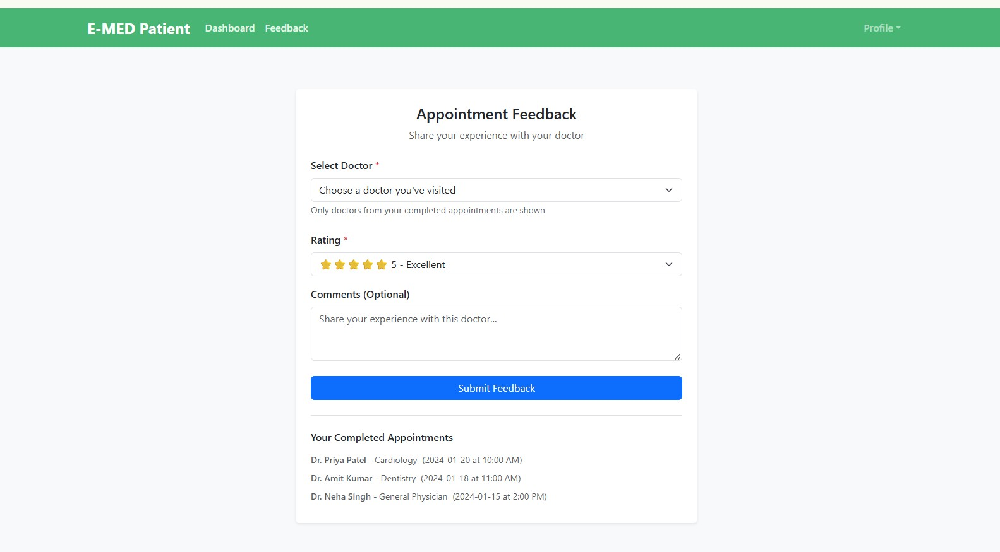 E-MED Patient Dashboard Feedback Profile
Appointment Feedback
Share your experience with your doctor
Select Doctor *
Choose a doctor you've visited
Only doctors from your completed appointments are shown
Rating *
⭐⭐⭐⭐⭐ 5 - Excellent
Comments (Optional)
Share your experience with this doctor...
Submit Feedback
Your Completed Appointments
Dr. Priya Patel - Cardiology (2024-01-20 at 10:00 AM)
Dr. Amit Kumar - Dentistry (2024-01-18 at 11:00 AM)
Dr. Neha Singh - General Physician (2024-01-15 at 2:00 PM)